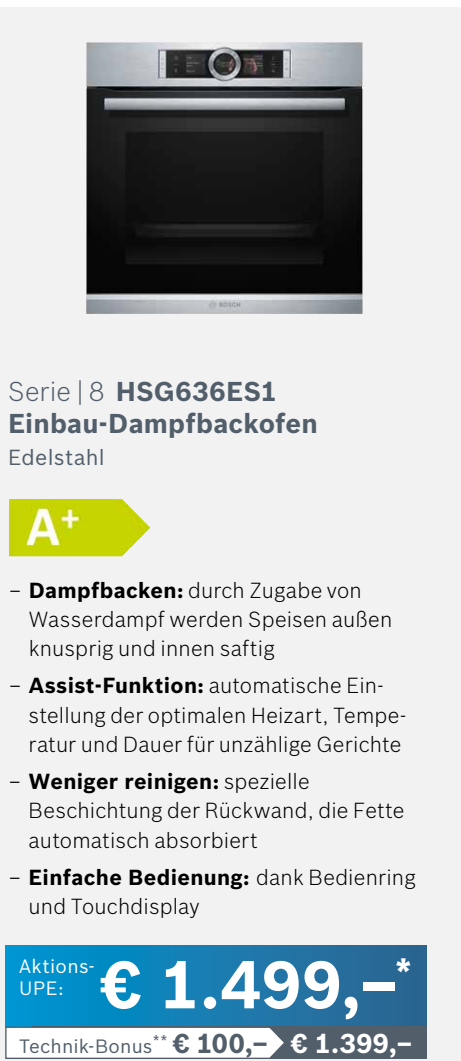 BOSCH
Serie | 8 HSG636ES1
Einbau-Dampfbackofen
Edelstahl
A+
– Dampfbacken: durch Zugabe von
Wasserdampf werden Speisen außen
knusprig und innen saftig
– Assist-Funktion: automatische Ein-
stellung der optimalen Heizart, Tempe-
ratur und Dauer für unzählige Gerichte
– Weniger reinigen: spezielle
Beschichtung der Rückwand, die Fette
automatisch absorbiert
– Einfache Bedienung: dank Bedienring
und Touchdisplay
Aktions-
UPE: € 1.499,–*
Technik-Bonus** € 100,– € 1.399,–